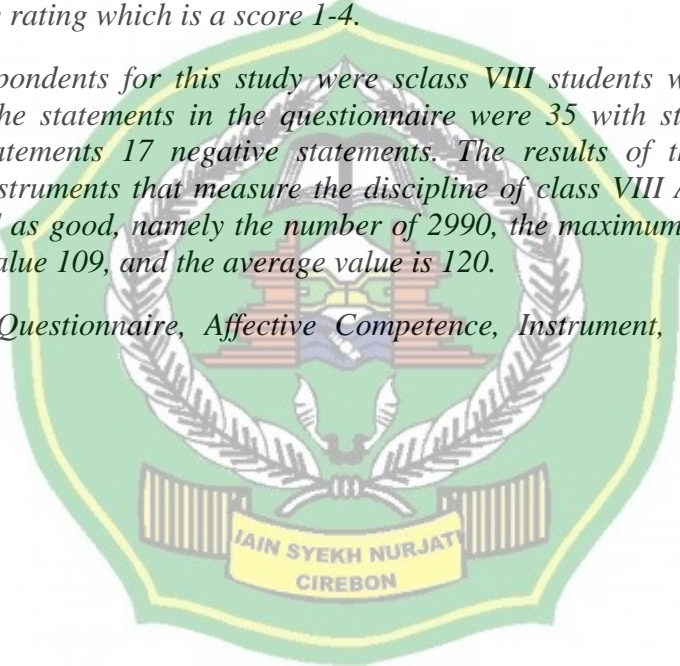 rating which is a score 1-4.
pondents for this study were sclass VIII students w
he statements in the questionnaire were 35 with st
atements 17 negative statements. The results of th
struments that measure the discipline of class VIII A
as good, namely the number of 2990, the maximum
alue 109, and the average value is 120.
Questionnaire, Affective Competence, Instrument,
IAIN SYEKH NURJATI
CIREBON